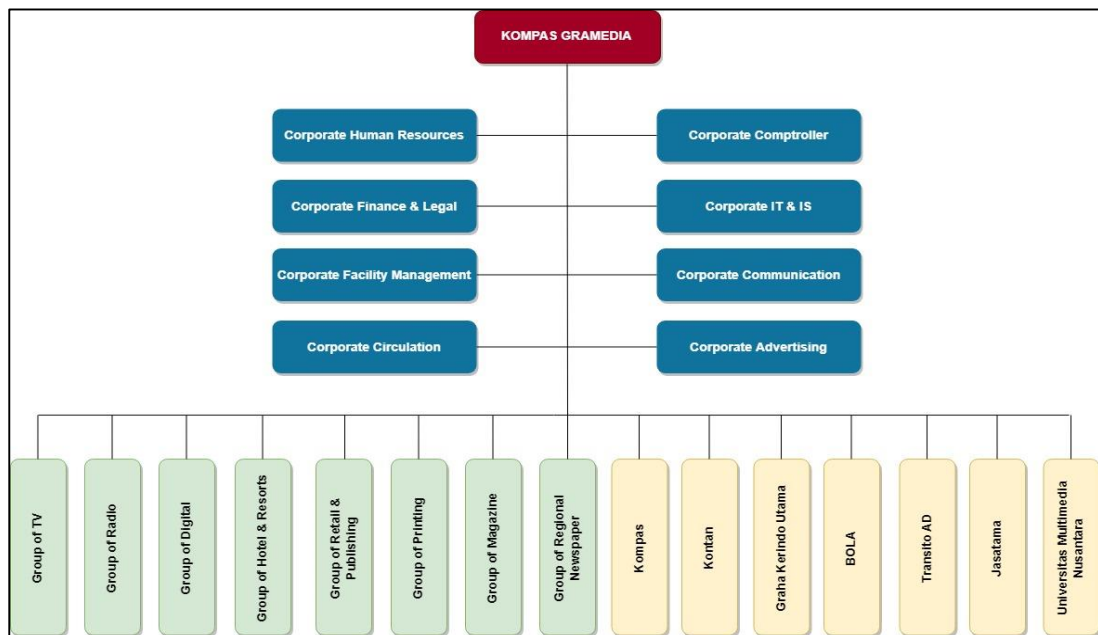 KOMPAS GRAMEDIA
Corporate Human Resources
Corporate Comptroller
Corporate Finance & Legal
Corporate IT & IS
Corporate Facility Management
Corporate Communication
Corporate Circulation
Corporate Advertising
Group of TV
Group of Radio
Group of Digital
Group of Hotel & Resorts
Group of Retail &
Publishing
Group of Printing
Group of Magazine
Group of Regional
Newspaper
Kompas
Kontan
Graha Kerindo Utama
BOLA
Transito AD
Jasatama
Universitas Multimedia
Nusantara